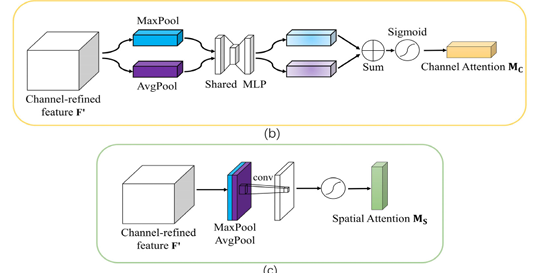 MaxPool
Sigmoid
AvgPool
Shared MLP
Sum
Channel Attention M_C
Channel-refined
feature F'
(b)
conv
Channel-refined
feature F'
MaxPool
AvgPool
Spatial Attention M_S
(c)